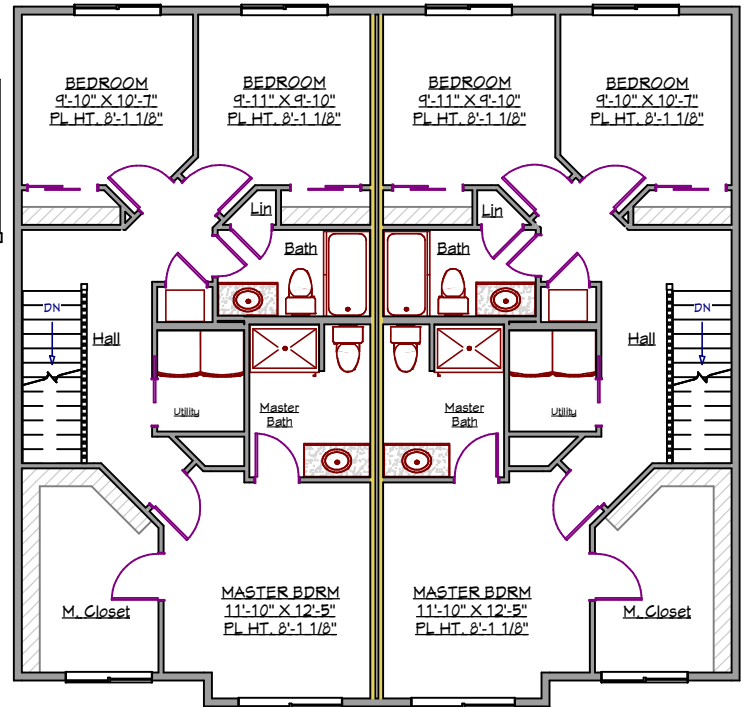 BEDROOM
9'-10" X 10'-7"
PL HT. 8'-1 1/8"
BEDROOM
9'-11" X 9'-10"
PL HT. 8'-1 1/8"
BEDROOM
9'-11" X 9'-10"
PL HT. 8'-1 1/8"
BEDROOM
9'-10" X 10'-7"
PL HT. 8'-1 1/8"
Lin
Lin
Bath
Bath
DN
DN
Hall
Hall
Utility
Master
Bath
Master
Bath
Utility
M. Closet
MASTER BDRM
11'-10" X 12'-5"
PL HT. 8'-1 1/8"
MASTER BDRM
11'-10" X 12'-5"
PL HT. 8'-1 1/8"
M. Closet